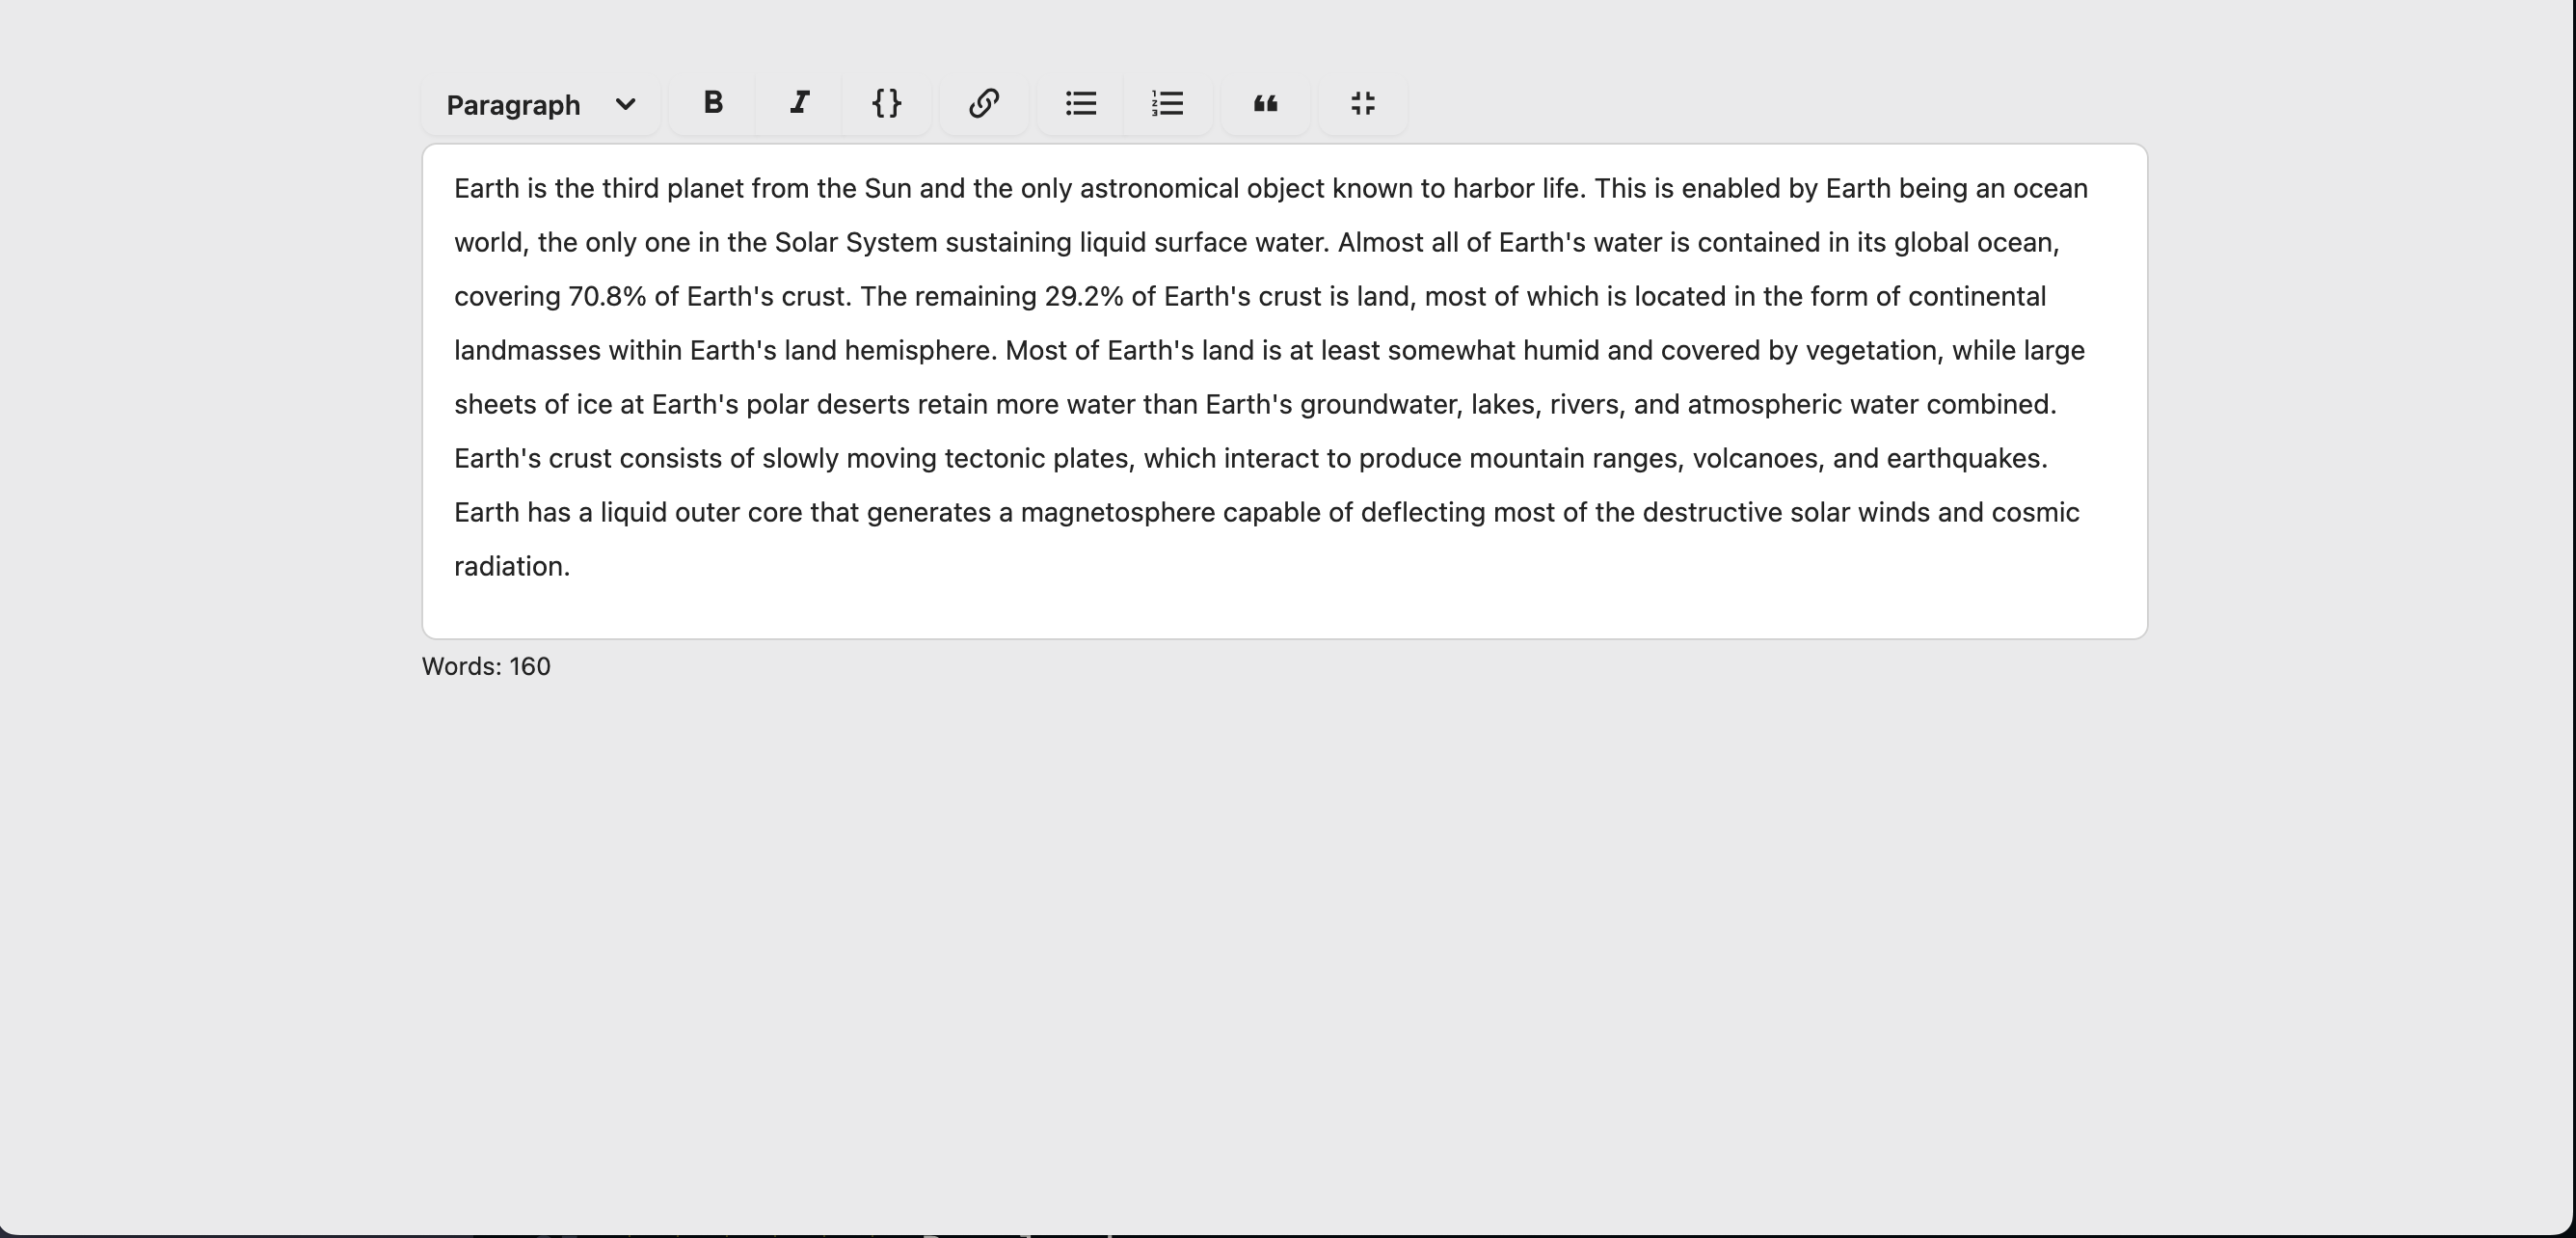 Paragraph B I {}
Earth is the third planet from the Sun and the only astronomical object known to harbor life. This is enabled by Earth being an ocean
world, the only one in the Solar System sustaining liquid surface water. Almost all of Earth's water is contained in its global ocean,
covering 70.8% of Earth's crust. The remaining 29.2% of Earth's crust is land, most of which is located in the form of continental
landmasses within Earth's land hemisphere. Most of Earth's land is at least somewhat humid and covered by vegetation, while large
sheets of ice at Earth's polar deserts retain more water than Earth's groundwater, lakes, rivers, and atmospheric water combined.
Earth's crust consists of slowly moving tectonic plates, which interact to produce mountain ranges, volcanoes, and earthquakes.
Earth has a liquid outer core that generates a magnetosphere capable of deflecting most of the destructive solar winds and cosmic
radiation.
Words: 160